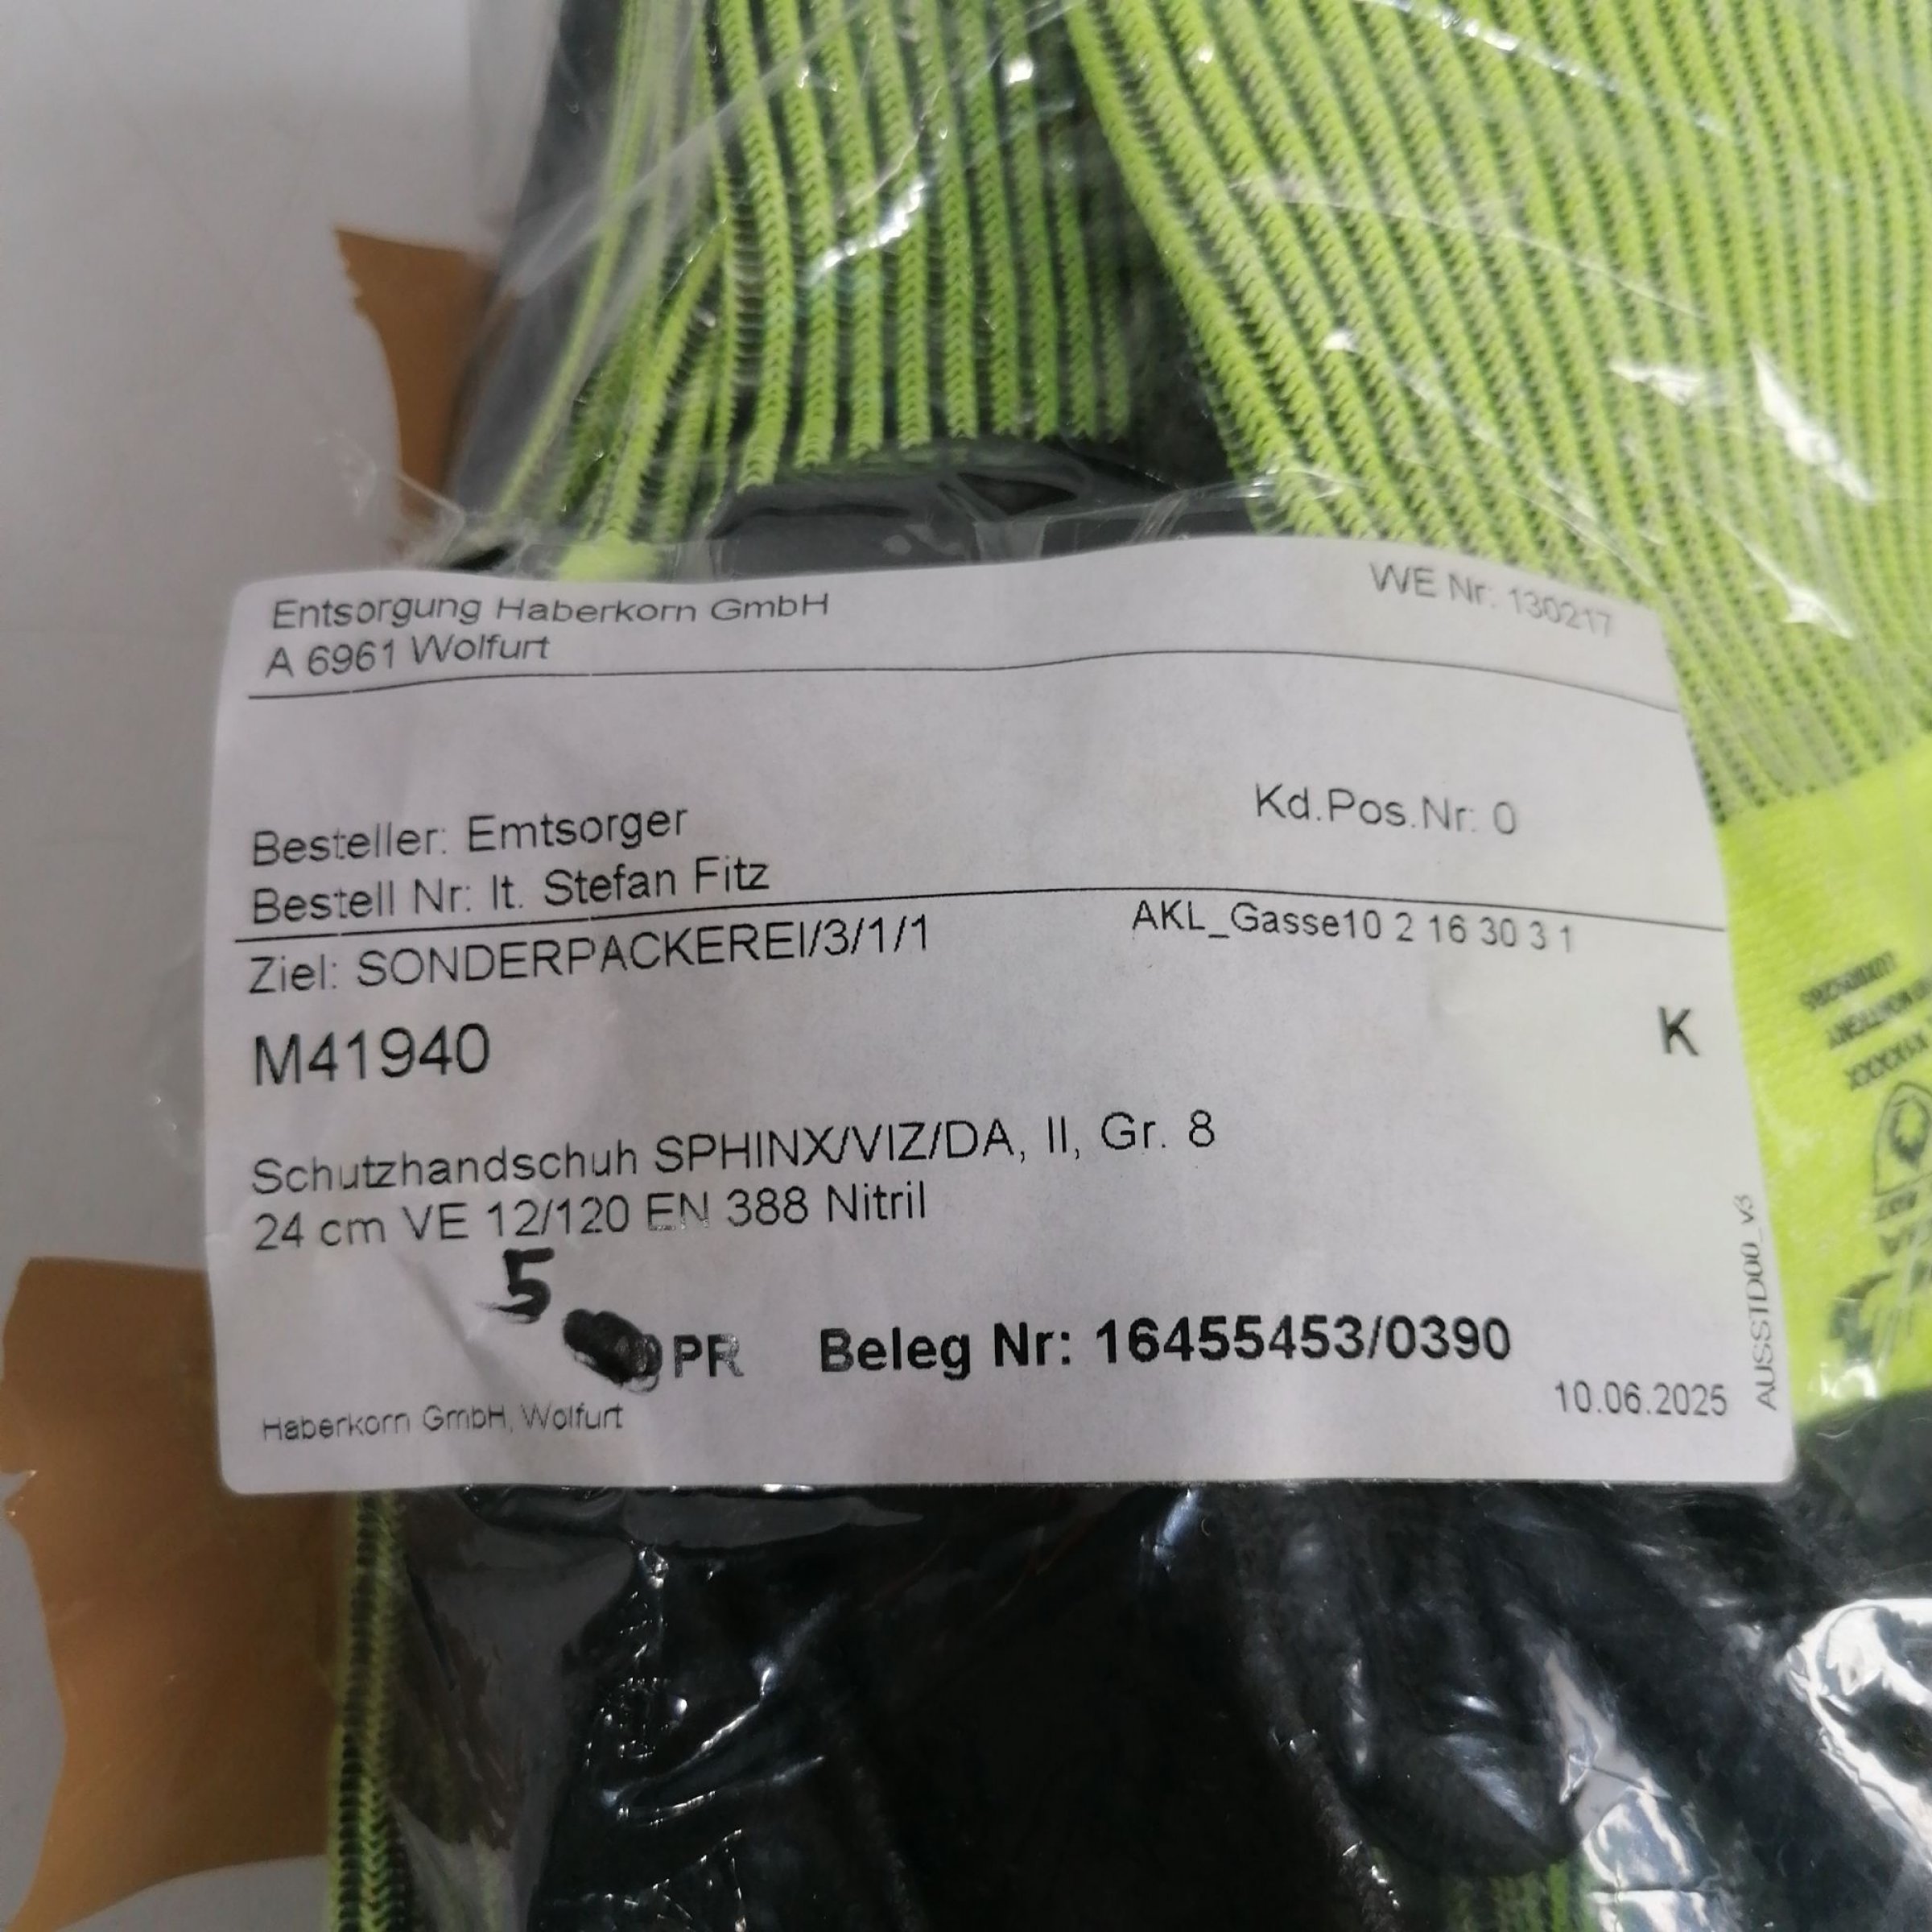 Entsorgung Haberkorn GmbH
A 6961 Wolfurt
WE Nr: 130217
Besteller: Emtsorger
Kd.Pos.Nr: 0
Bestell Nr: lt. Stefan Fitz
Ziel: SONDERPACKEREI/3/1/1
AKL_Gasse10 2 16 30 3 1
M41940
K
Schutzhandschuh SPHINX/VIZ/DA, II, Gr. 8
24 cm VE 12/120 EN 388 Nitril
5
PR
Beleg Nr: 16455453/0390
Haberkorn GmbH, Wolfurt
10.06.2025
AUSSTD00_v3